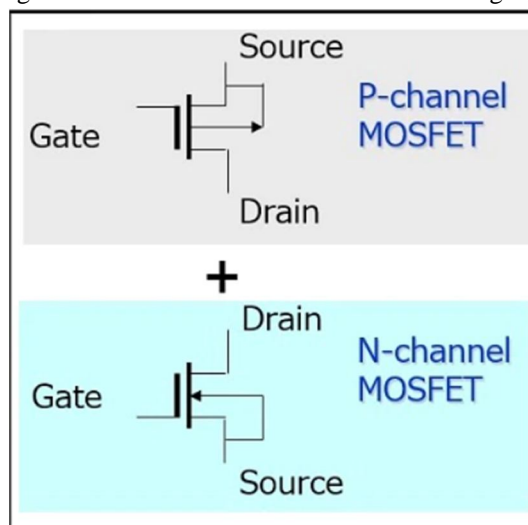 Source
P-channel
MOSFET
Gate
Drain
+
Drain
N-channel
MOSFET
Gate
Source